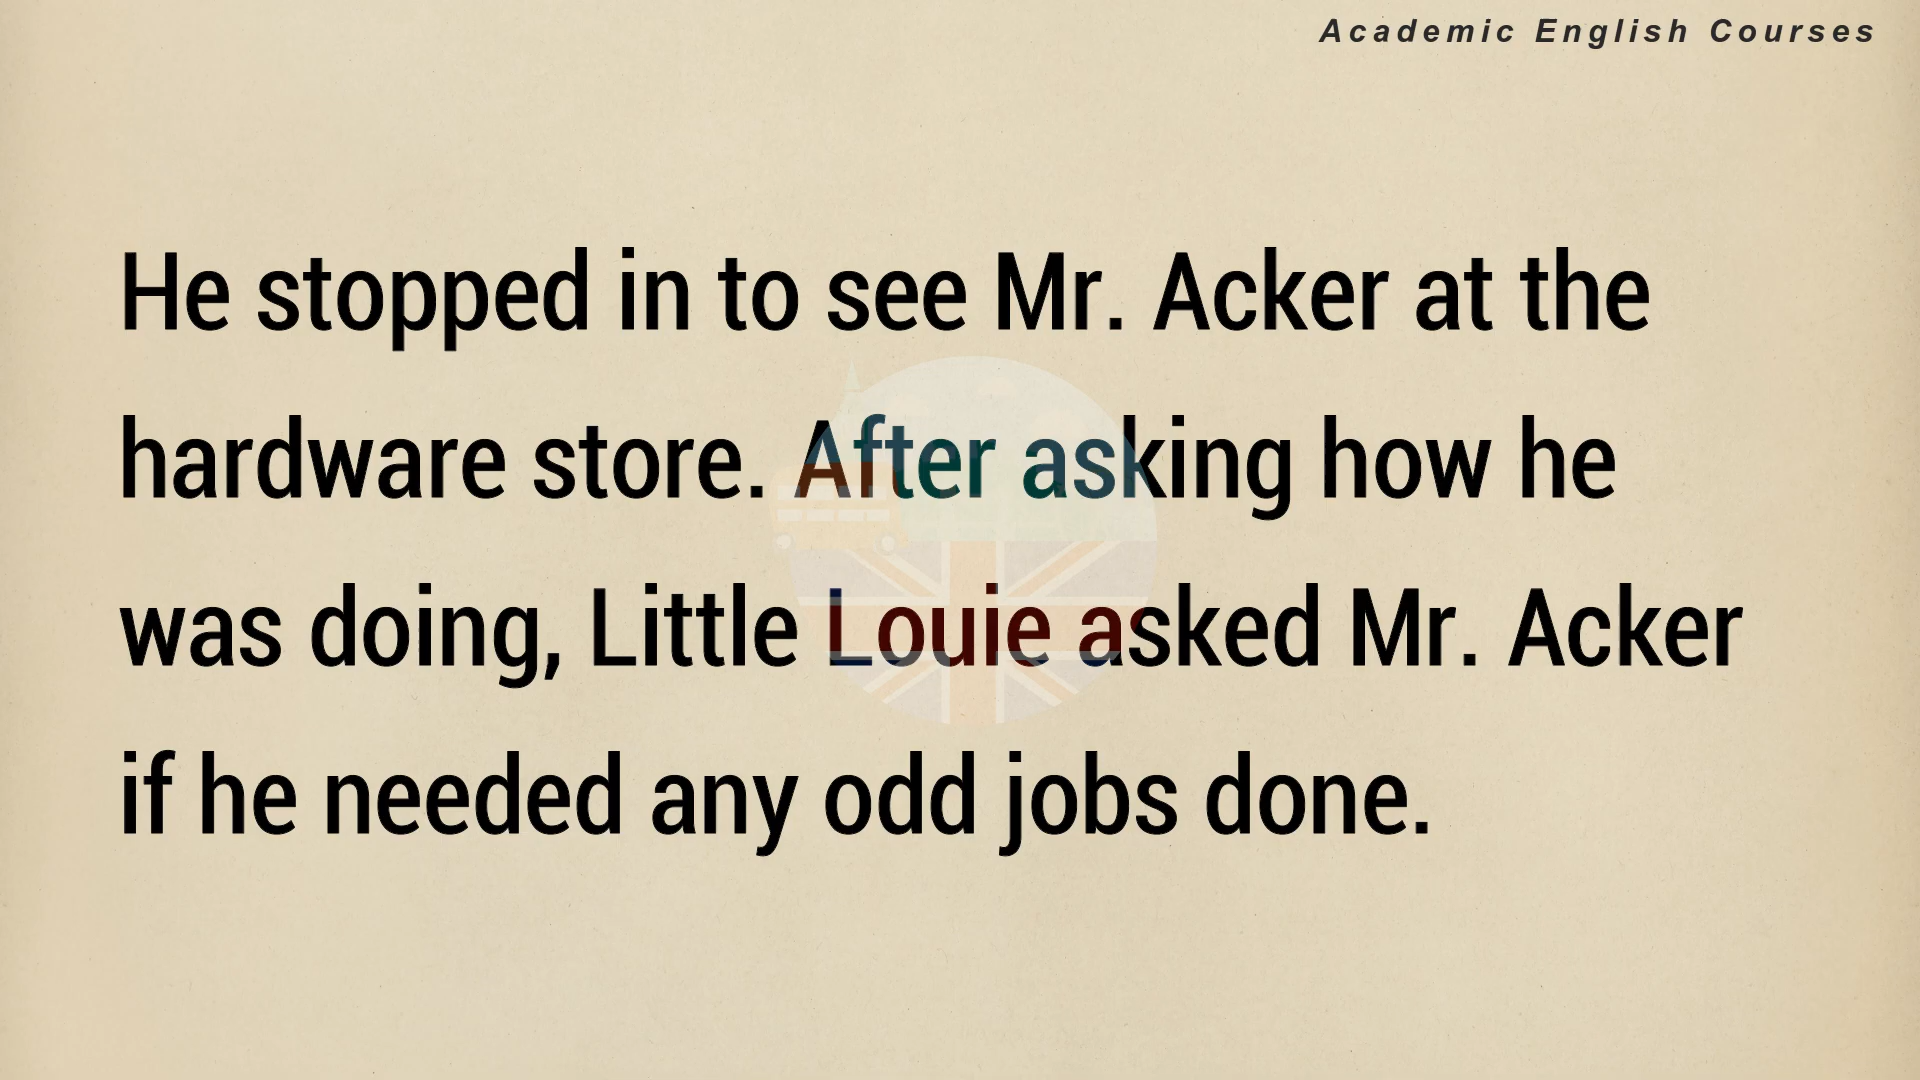 Academic English Courses
He stopped in to see Mr. Acker at the
hardware store. After asking how he
was doing, Little Louie asked Mr. Acker
if he needed any odd jobs done.